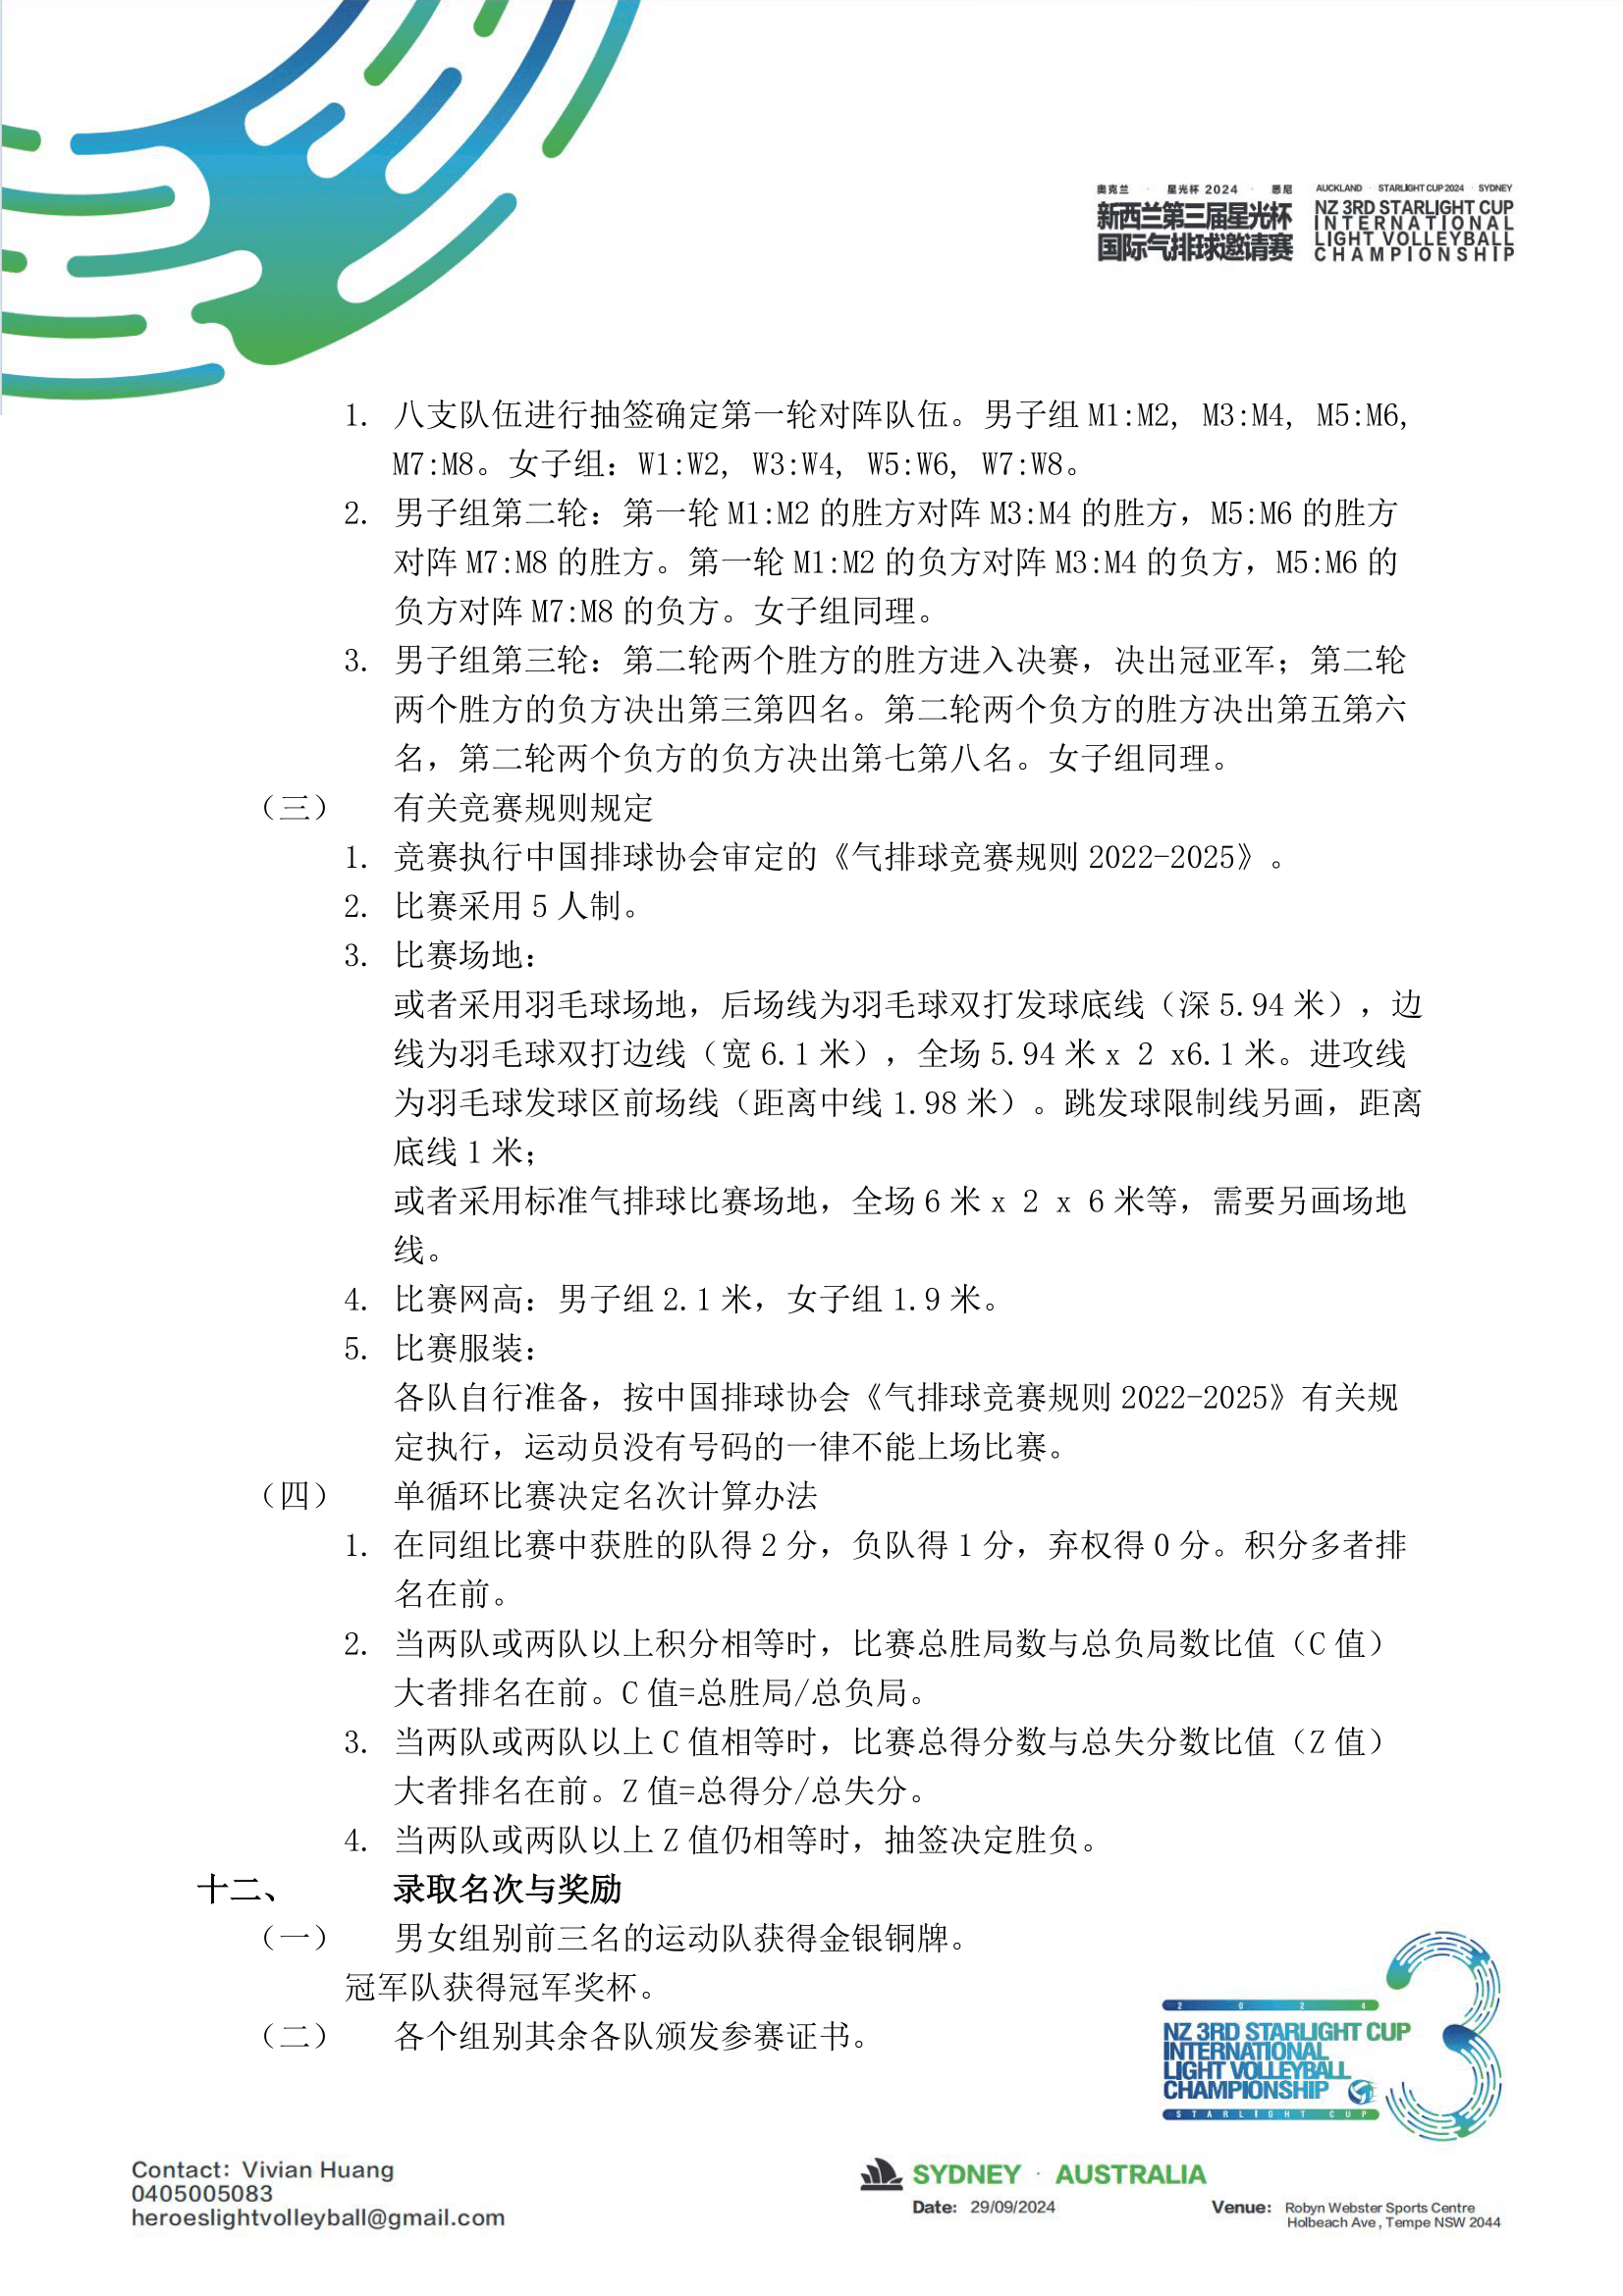 奥克兰 · 星光杯 2024 · 悉尼
新西兰第三届星光杯
国际气排球邀请赛
AUCKLAND · STARLIGHT CUP 2024 · SYDNEY
NZ 3RD STARLIGHT CUP
INTERNATIONAL
LIGHT VOLLEYBALL
CHAMPIONSHIP
1. 八支队伍进行抽签确定第一轮对阵队伍。男子组 M1:M2, M3:M4, M5:M6,
M7:M8。女子组：W1:W2, W3:W4, W5:W6, W7:W8。
2. 男子组第二轮：第一轮 M1:M2 的胜方对阵 M3:M4 的胜方，M5:M6 的胜方
对阵 M7:M8 的胜方。第一轮 M1:M2 的负方对阵 M3:M4 的负方，M5:M6 的
负方对阵 M7:M8 的负方。女子组同理。
3. 男子组第三轮：第二轮两个胜方的胜方进入决赛，决出冠亚军；第二轮
两个胜方的负方决出第三第四名。第二轮两个负方的胜方决出第五第六
名，第二轮两个负方的负方决出第七第八名。女子组同理。
（三） 有关竞赛规则规定
1. 竞赛执行中国排球协会审定的《气排球竞赛规则 2022-2025》。
2. 比赛采用 5 人制。
3. 比赛场地：
或者采用羽毛球场地，后场线为羽毛球双打发球底线（深 5.94 米），边
线为羽毛球双打边线（宽 6.1 米），全场 5.94 米 x 2 x6.1 米。进攻线
为羽毛球发球区前场线（距离中线 1.98 米）。跳发球限制线另画，距离
底线 1 米；
或者采用标准气排球比赛场地，全场 6 米 x 2 x 6 米等，需要另画场地
线。
4. 比赛网高：男子组 2.1 米，女子组 1.9 米。
5. 比赛服装：
各队自行准备，按中国排球协会《气排球竞赛规则 2022-2025》有关规
定执行，运动员没有号码的一律不能上场比赛。
（四） 单循环比赛决定名次计算办法
1. 在同组比赛中获胜的队得 2 分，负队得 1 分，弃权得 0 分。积分多者排
名在前。
2. 当两队或两队以上积分相等时，比赛总胜局数与总负局数比值（C 值）
大者排名在前。C 值=总胜局/总负局。
3. 当两队或两队以上 C 值相等时，比赛总得分数与总失分数比值（Z 值）
大者排名在前。Z 值=总得分/总失分。
4. 当两队或两队以上 Z 值仍相等时，抽签决定胜负。
十二、 录取名次与奖励
（一） 男女组别前三名的运动队获得金银铜牌。
冠军队获得冠军奖杯。
（二） 各个组别其余各队颁发参赛证书。
2 0 2 4
NZ 3RD STARLIGHT CUP
INTERNATIONAL
LIGHT VOLLEYBALL
CHAMPIONSHIP
STARLIGHT CUP
3
Contact: Vivian Huang
0405005083
heroeslightvolleyball@gmail.com
SYDNEY · AUSTRALIA
Date: 29/09/2024
Venue: Robyn Webster Sports Centre
Holbeach Ave, Tempe NSW 2044